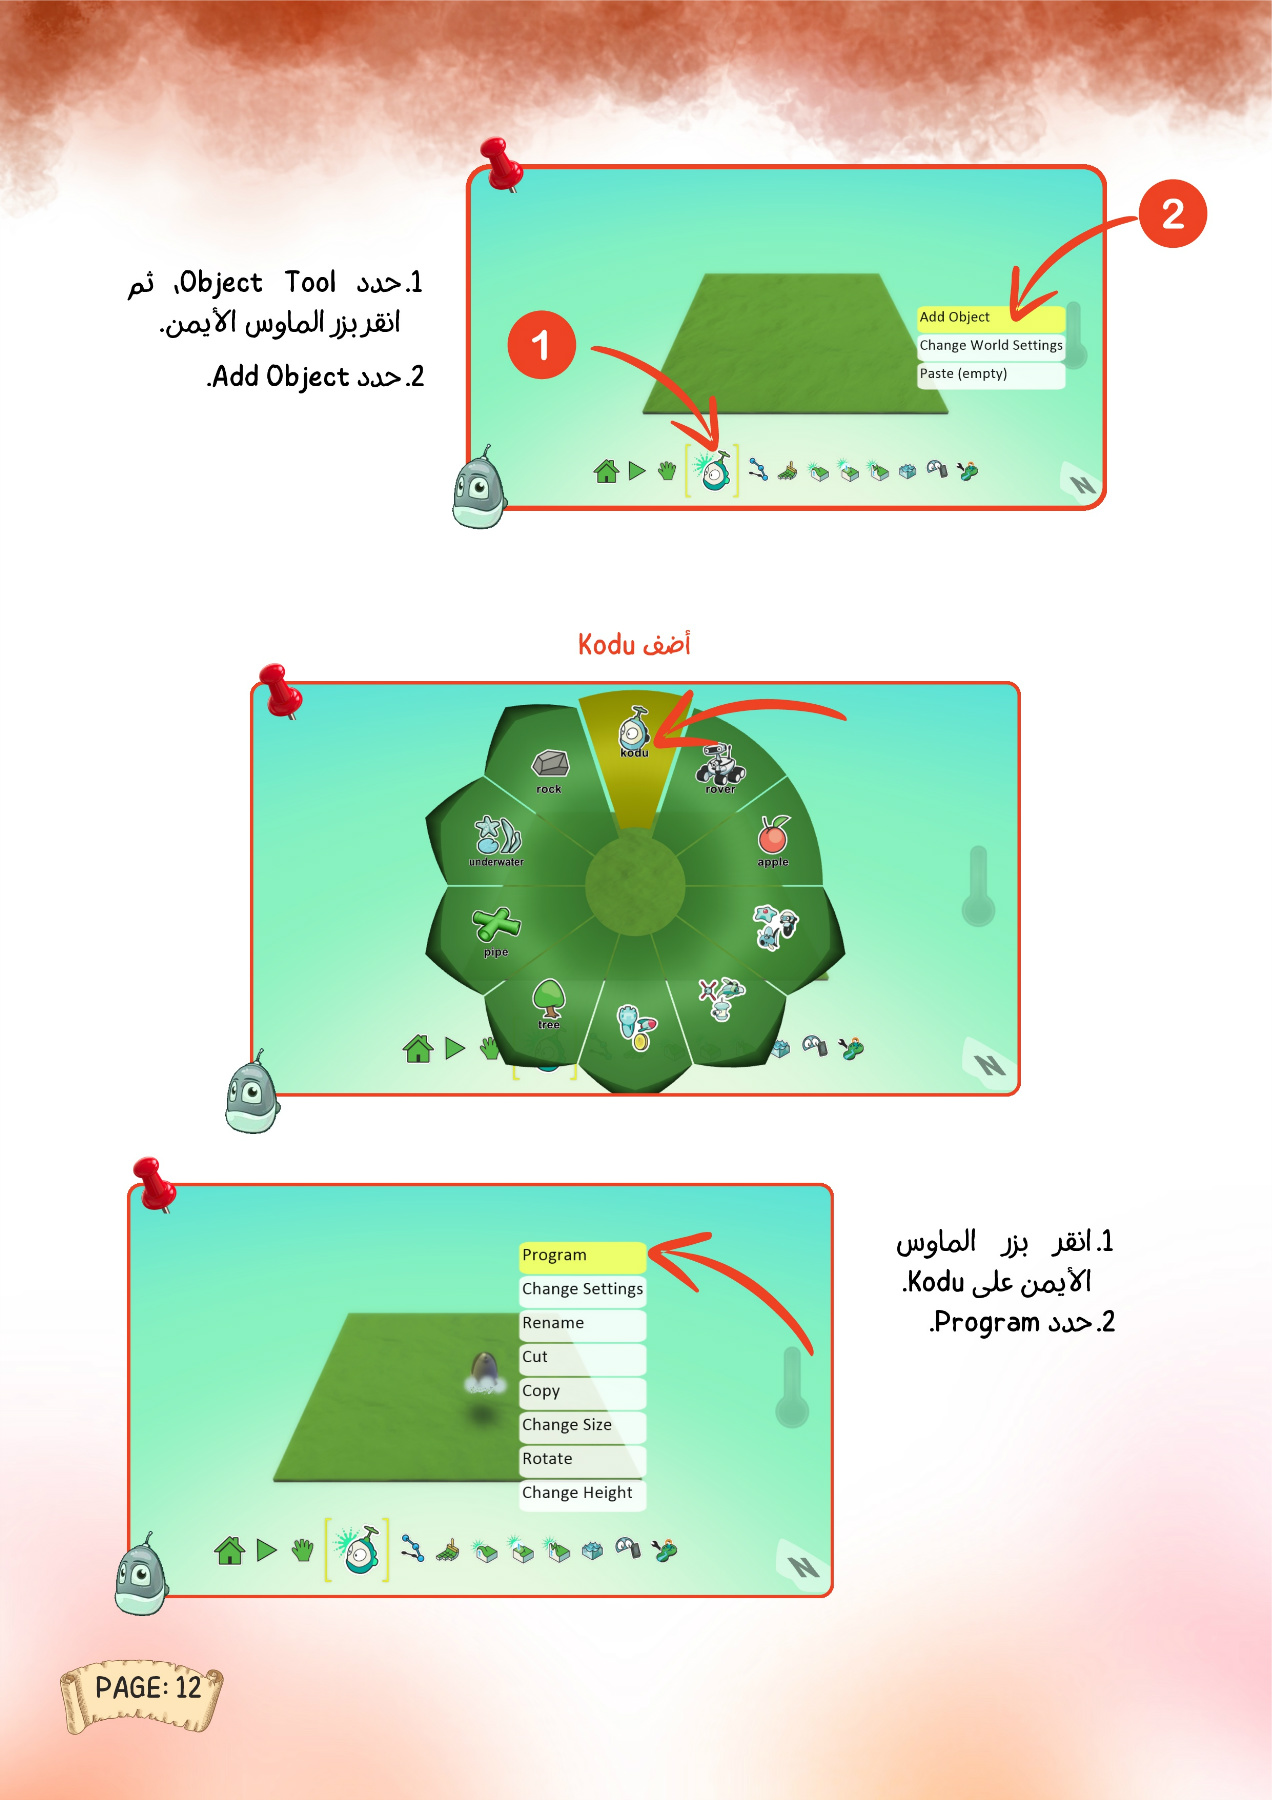 1. حدد Object Tool، ثم
انقر بزر الماوس الأيمن.
2. حدد Add Object.
2
1
Add Object
Change World Settings
Paste (empty)
N
أضف Kodu
kodu
rover
rock
apple
underwater
pipe
tree
N
1. انقر بزر الماوس
الأيمن على Kodu.
2. حدد Program.
Program
Change Settings
Rename
Cut
Copy
Change Size
Rotate
Change Height
N
PAGE: 12